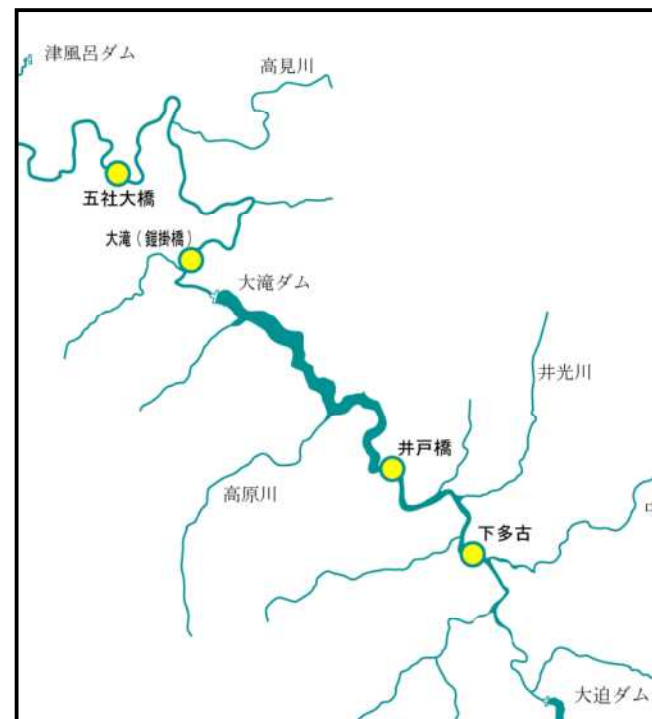 津風呂ダム
高見川
五社大橋
大滝（鎧掛橋）
大滝ダム
井光川
井戸橋
高原川
下多古
大迫ダム